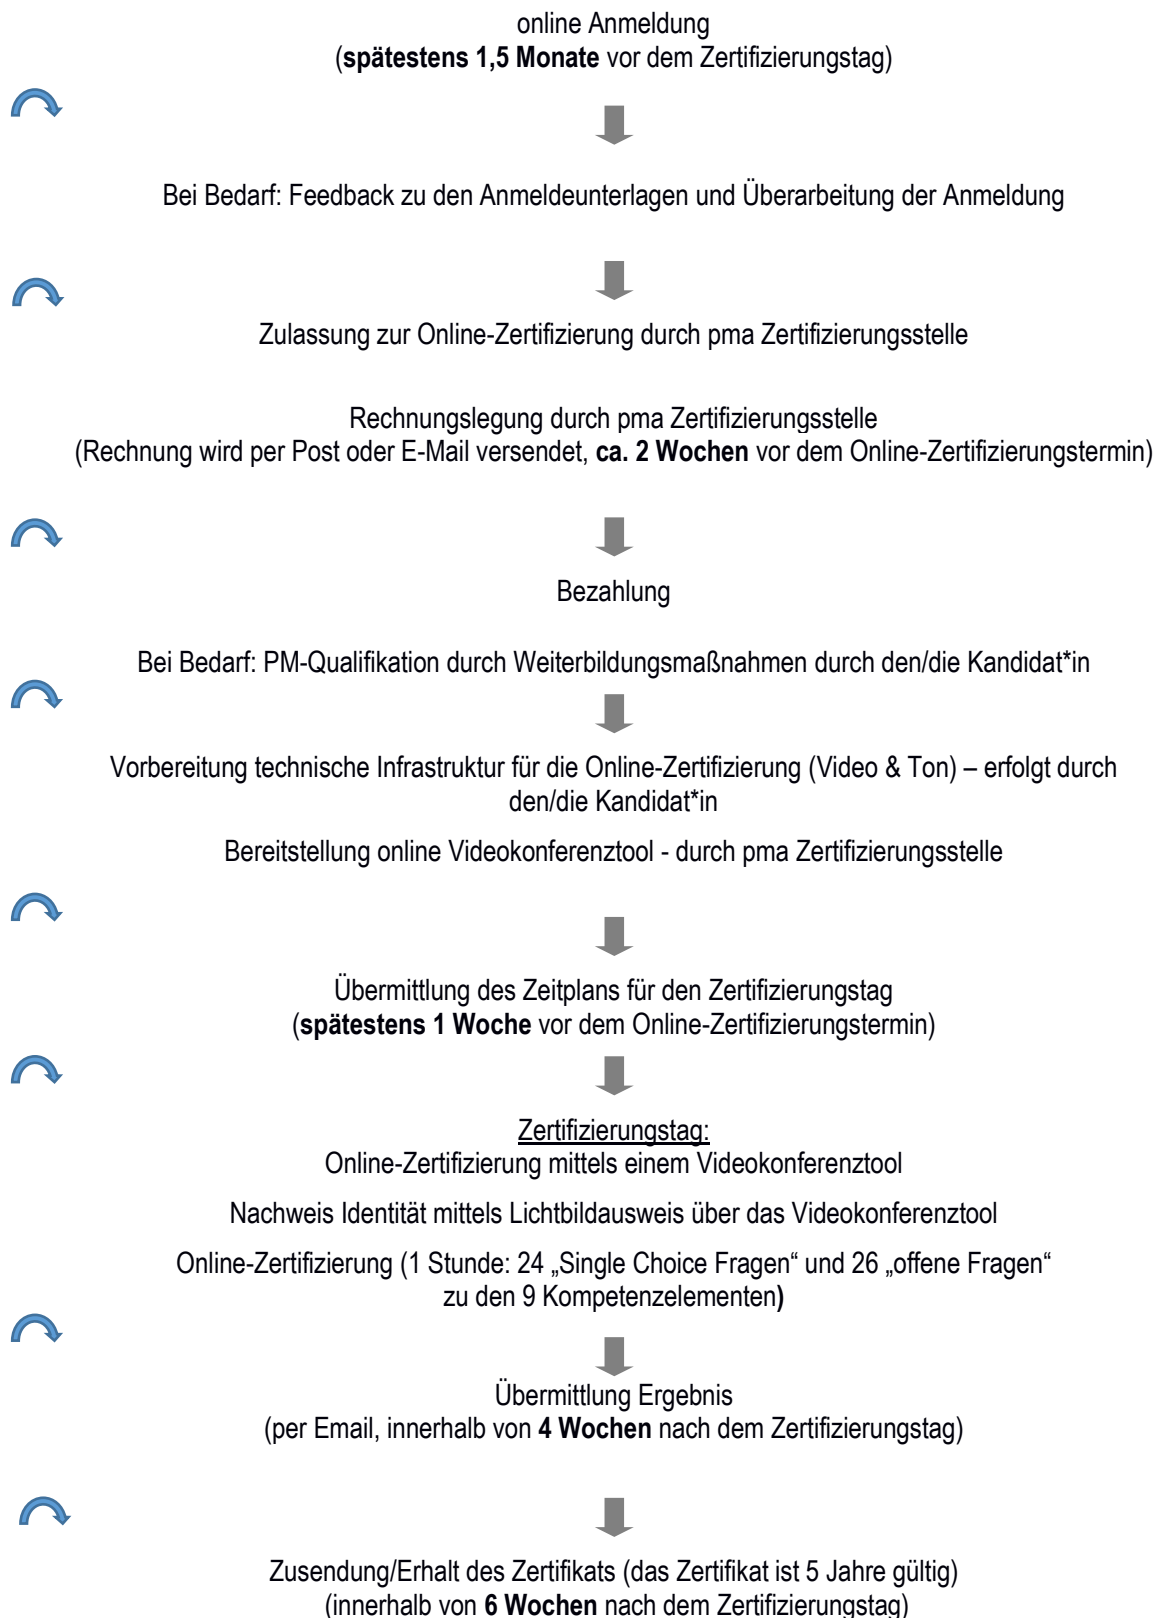 online Anmeldung
(spätestens 1,5 Monate vor dem Zertifizierungstag)
Bei Bedarf: Feedback zu den Anmeldeunterlagen und Überarbeitung der Anmeldung
Zulassung zur Online-Zertifizierung durch pma Zertifizierungsstelle
Rechnungslegung durch pma Zertifizierungsstelle
(Rechnung wird per Post oder E-Mail versendet, ca. 2 Wochen vor dem Online-Zertifizierungstermin)
Bezahlung
Bei Bedarf: PM-Qualifikation durch Weiterbildungsmaßnahmen durch den/die Kandidat*in
Vorbereitung technische Infrastruktur für die Online-Zertifizierung (Video & Ton) – erfolgt durch
den/die Kandidat*in
Bereitstellung online Videokonferenztool - durch pma Zertifizierungsstelle
Übermittlung des Zeitplans für den Zertifizierungstag
(spätestens 1 Woche vor dem Online-Zertifizierungstermin)
Zertifizierungstag:
Online-Zertifizierung mittels einem Videokonferenztool
Nachweis Identität mittels Lichtbildausweis über das Videokonferenztool
Online-Zertifizierung (1 Stunde: 24 „Single Choice Fragen“ und 26 „offene Fragen“
zu den 9 Kompetenzelementen)
Übermittlung Ergebnis
(per Email, innerhalb von 4 Wochen nach dem Zertifizierungstag)
Zusendung/Erhalt des Zertifikats (das Zertifikat ist 5 Jahre gültig)
(innerhalb von 6 Wochen nach dem Zertifizierungstag)